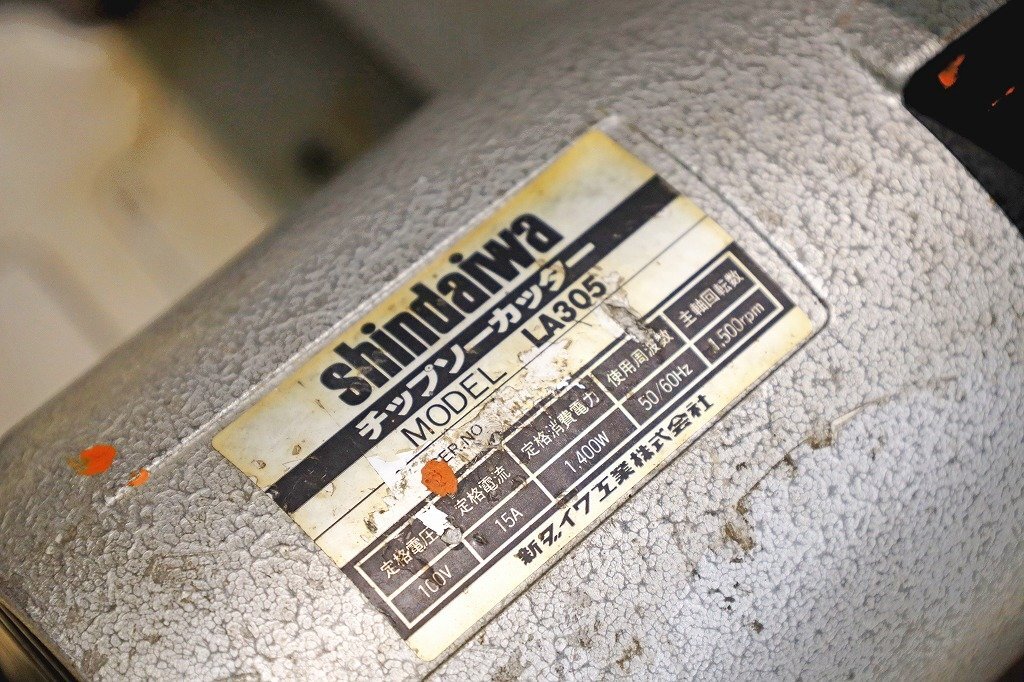 shindaiwa
チップソーカッター
MODEL LA305
SER-NO
定格電圧 定格電流 定格消費電力 使用周波数 主軸回転数
100V 15A 1,400W 50/60Hz 1,500rpm
新ダイワ工業株式会社